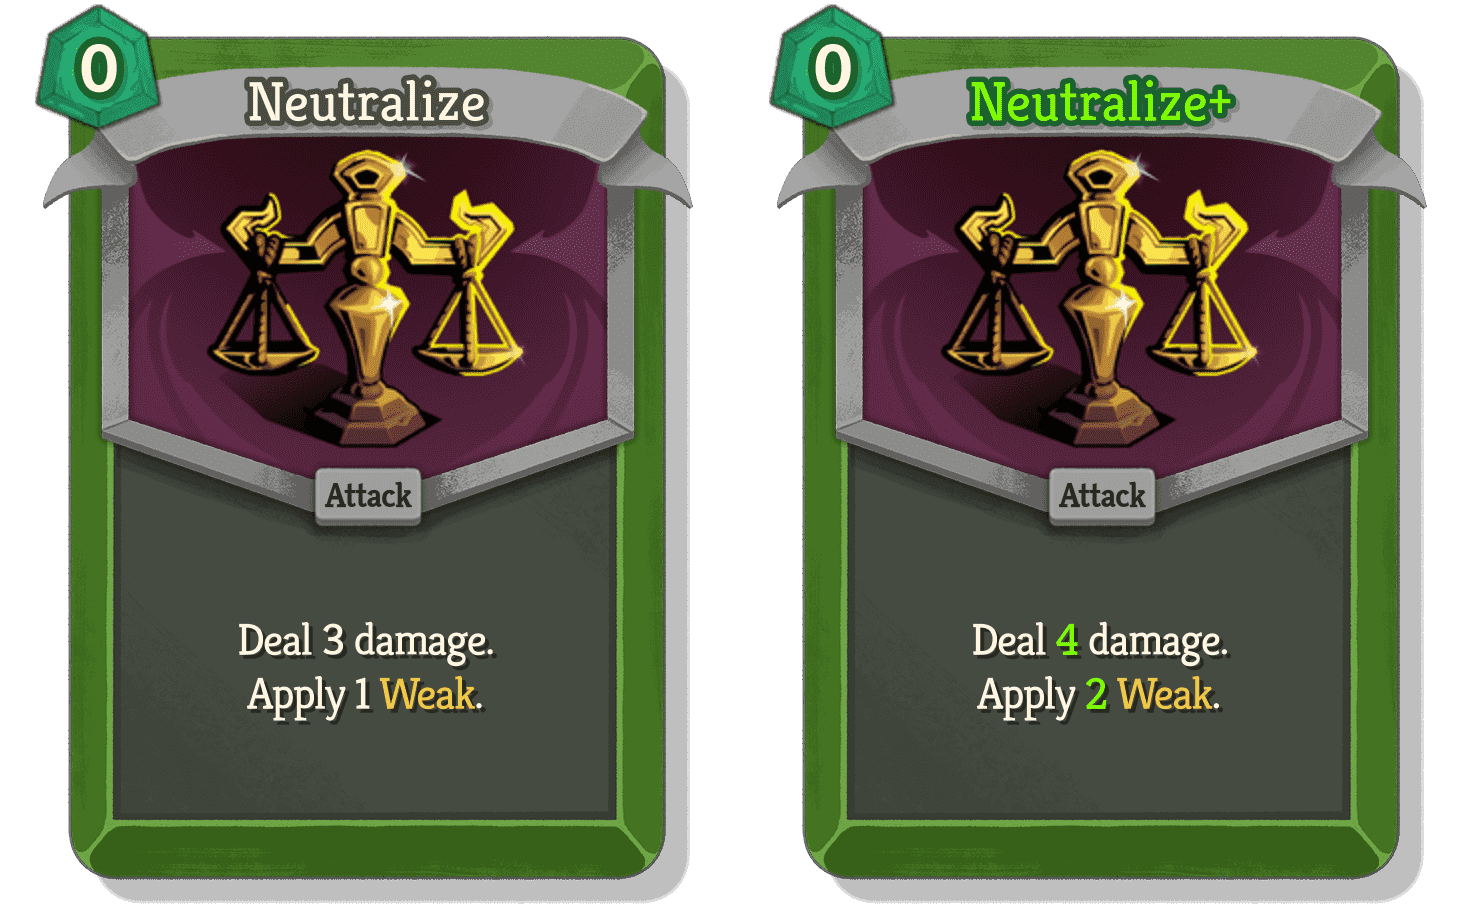 0
Neutralize
Attack
Deal 3 damage.
Apply 1 Weak.
0
Neutralize+
Attack
Deal 4 damage.
Apply 2 Weak.